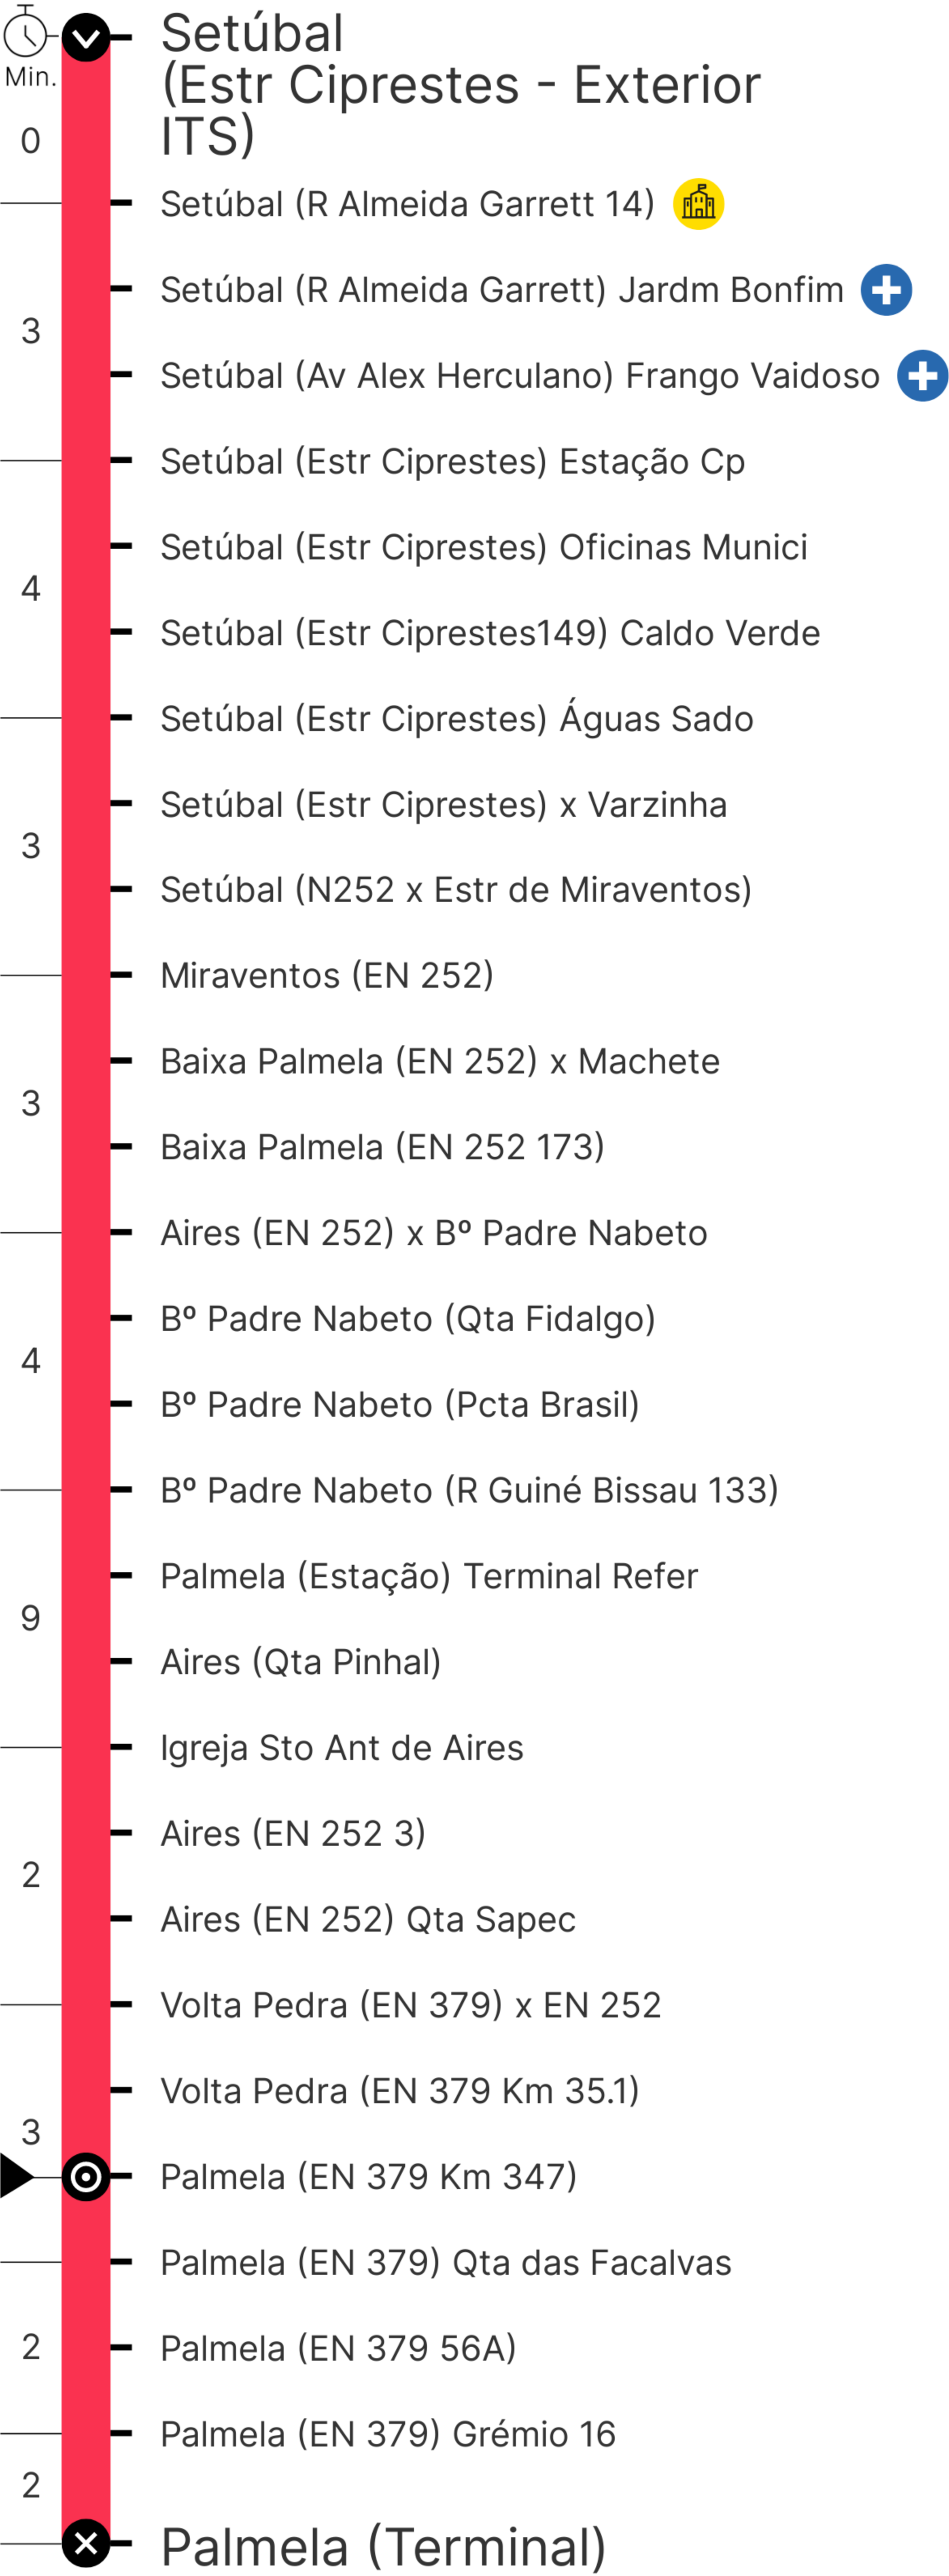 Setúbal
Min.
(Estr Ciprestes - Exterior
ITS)
0
Setúbal (R Almeida Garrett 14)
Setúbal (R Almeida Garrett) Jardm Bonfim
3
Setúbal (Av Alex Herculano) Frango Vaidoso
Setúbal (Estr Ciprestes) Estação Cp
Setúbal (Estr Ciprestes) Oficinas Munici
4
Setúbal (Estr Ciprestes149) Caldo Verde
Setúbal (Estr Ciprestes) Águas Sado
Setúbal (Estr Ciprestes) x Varzinha
3
Setúbal (N252 x Estr de Miraventos)
Miraventos (EN 252)
Baixa Palmela (EN 252) x Machete
3
Baixa Palmela (EN 252 173)
Aires (EN 252) x Bº Padre Nabeto
Bº Padre Nabeto (Qta Fidalgo)
4
Bº Padre Nabeto (Pcta Brasil)
Bº Padre Nabeto (R Guiné Bissau 133)
Palmela (Estação) Terminal Refer
9
Aires (Qta Pinhal)
Igreja Sto Ant de Aires
Aires (EN 252 3)
2
Aires (EN 252) Qta Sapec
Volta Pedra (EN 379) x EN 252
Volta Pedra (EN 379 Km 35.1)
3
Palmela (EN 379 Km 347)
Palmela (EN 379) Qta das Facalvas
2
Palmela (EN 379 56A)
Palmela (EN 379) Grémio 16
2
Palmela (Terminal)